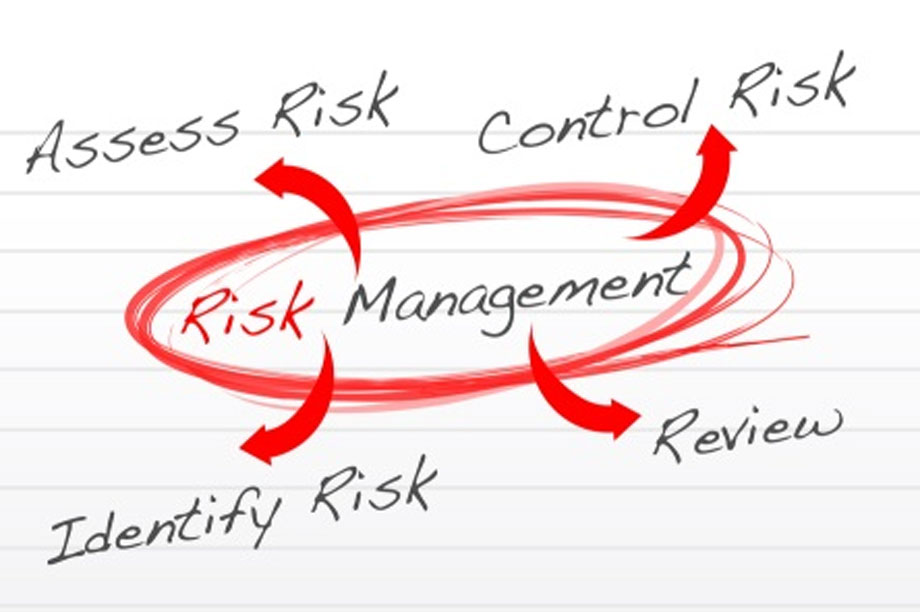 Assess Risk
Control Risk
Risk Management
Review
Identify Risk